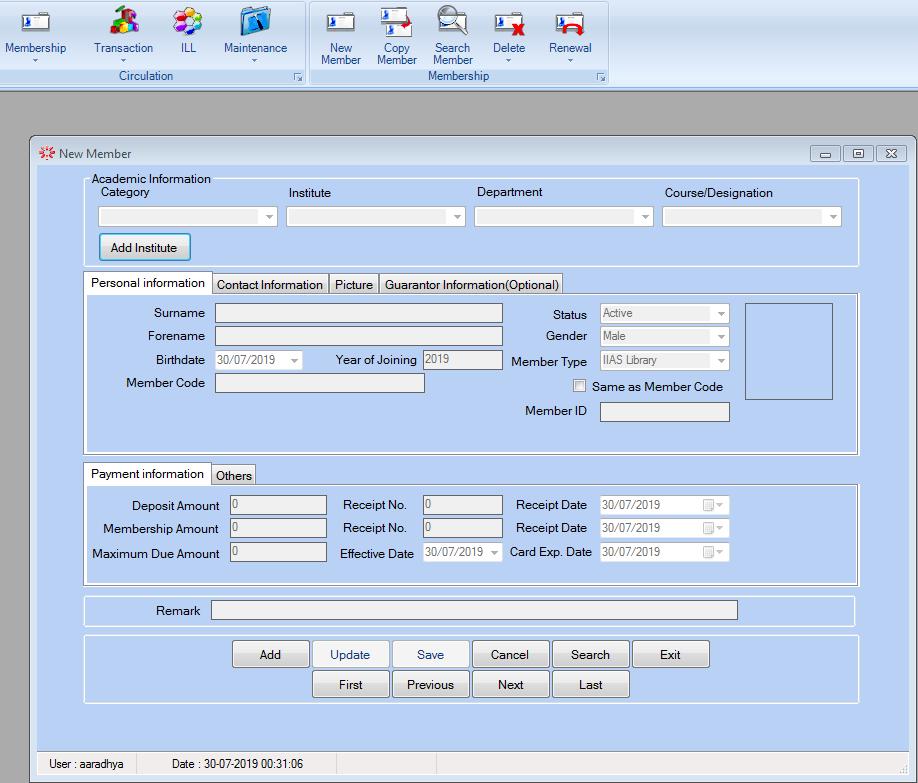 Membership Transaction ILL Maintenance New Member Copy Member Search Member Delete Renewal
Circulation Membership
New Member
Academic Information
Category Institute Department Course/Designation
Add Institute
Personal information Contact Information Picture Guarantor Information(Optional)
Surname Status Active
Forename Gender Male
Birthdate 30/07/2019 Year of Joining 2019 Member Type IIAS Library
Member Code Same as Member Code
Member ID
Payment information Others
Deposit Amount 0 Receipt No. 0 Receipt Date 30/07/2019
Membership Amount 0 Receipt No. 0 Receipt Date 30/07/2019
Maximum Due Amount 0 Effective Date 30/07/2019 Card Exp. Date 30/07/2019
Remark
Add Update Save Cancel Search Exit
First Previous Next Last
User : aaradhya Date : 30-07-2019 00:31:06